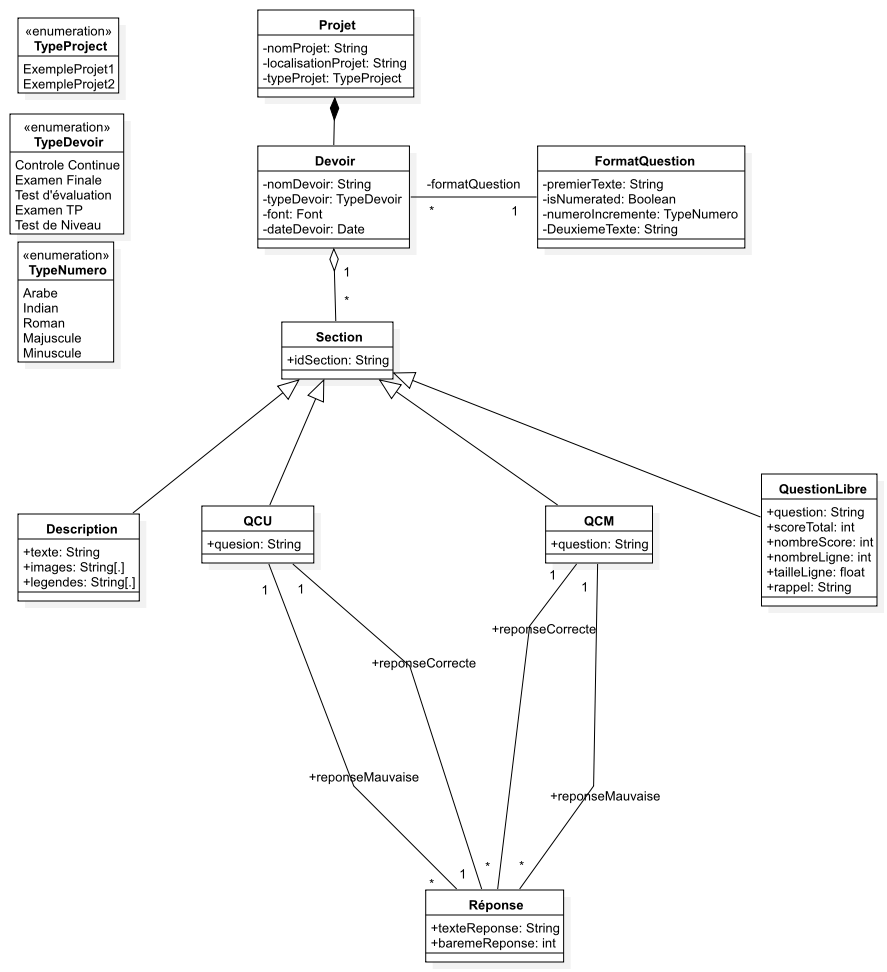 «enumeration»
TypeProject
ExempleProjet1
ExempleProjet2
«enumeration»
TypeDevoir
Controle Continue
Examen Finale
Test d'évaluation
Examen TP
Test de Niveau
«enumeration»
TypeNumero
Arabe
Indian
Roman
Majuscule
Minuscule
Projet
-nomProjet: String
-localisationProjet: String
-typeProjet: TypeProject
Devoir
-nomDevoir: String
-typeDevoir: TypeDevoir
-font: Font
-dateDevoir: Date
-formatQuestion
*
1
FormatQuestion
-premierTexte: String
-isNumerated: Boolean
-numeroIncremente: TypeNumero
-DeuxiemeTexte: String
1
*
Section
+idSection: String
Description
+texte: String
+images: String[.]
+legendes: String[.]
QCU
+quesion: String
QCM
+question: String
QuestionLibre
+question: String
+scoreTotal: int
+nombreScore: int
+nombreLigne: int
+tailleLigne: float
+rappel: String
1
1
1
1
+reponseCorrecte
+reponseCorrecte
+reponseMauvaise
+reponseMauvaise
*
1
*
*
Réponse
+texteReponse: String
+baremeReponse: int